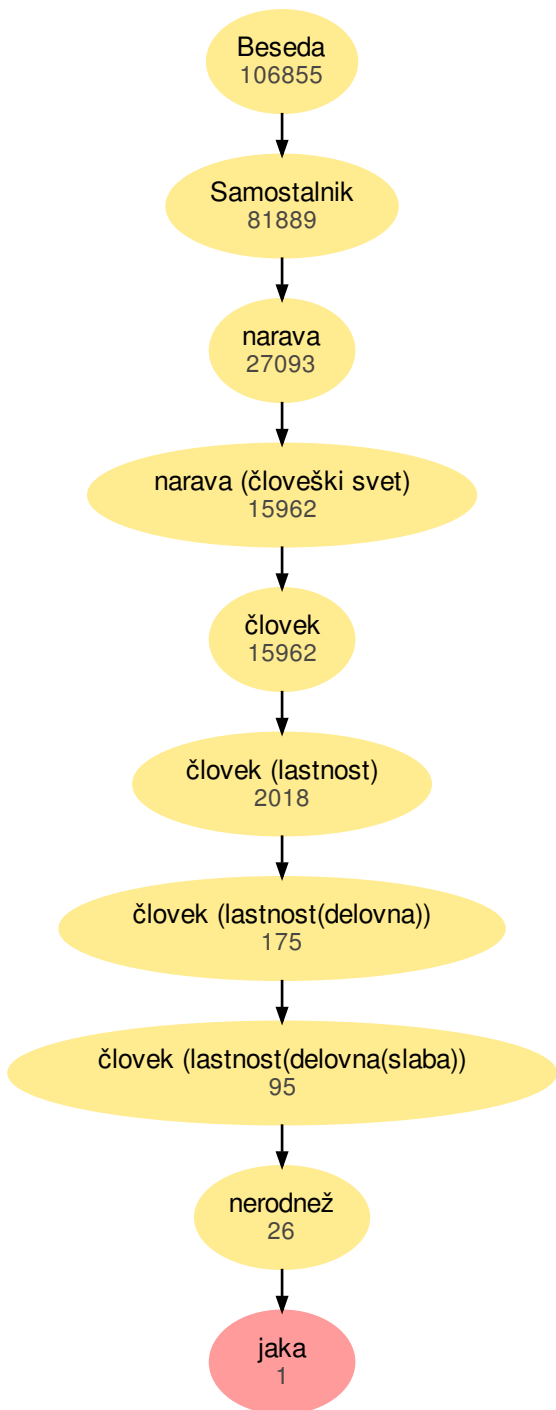 Beseda
106855
Samostalnik
81889
narava
27093
narava (človeški svet)
15962
človek
15962
človek (lastnost)
2018
človek (lastnost(delovna))
175
človek (lastnost(delovna(slaba))
95
nerodnež
26
jaka
1